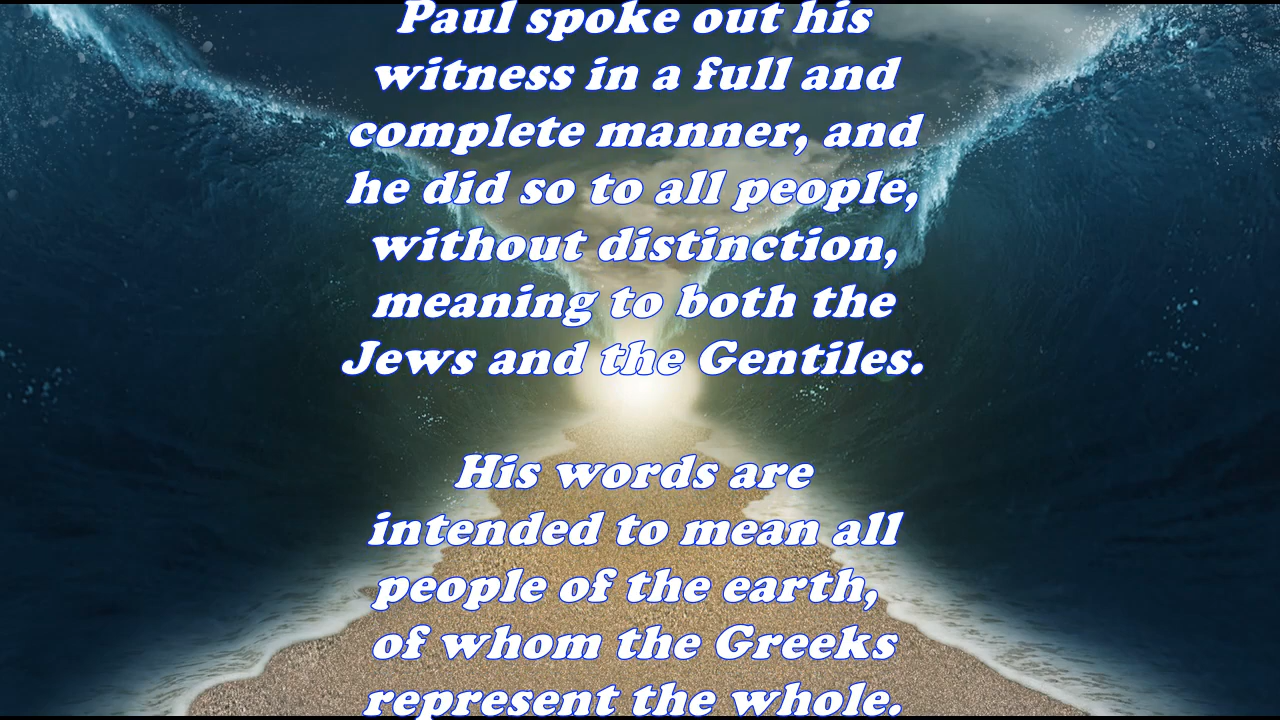 Paul spoke out his
witness in a full and
complete manner, and
he did so to all people,
without distinction,
meaning to both the
Jews and the Gentiles.
His words are
intended to mean all
people of the earth,
of whom the Greeks
represent the whole.